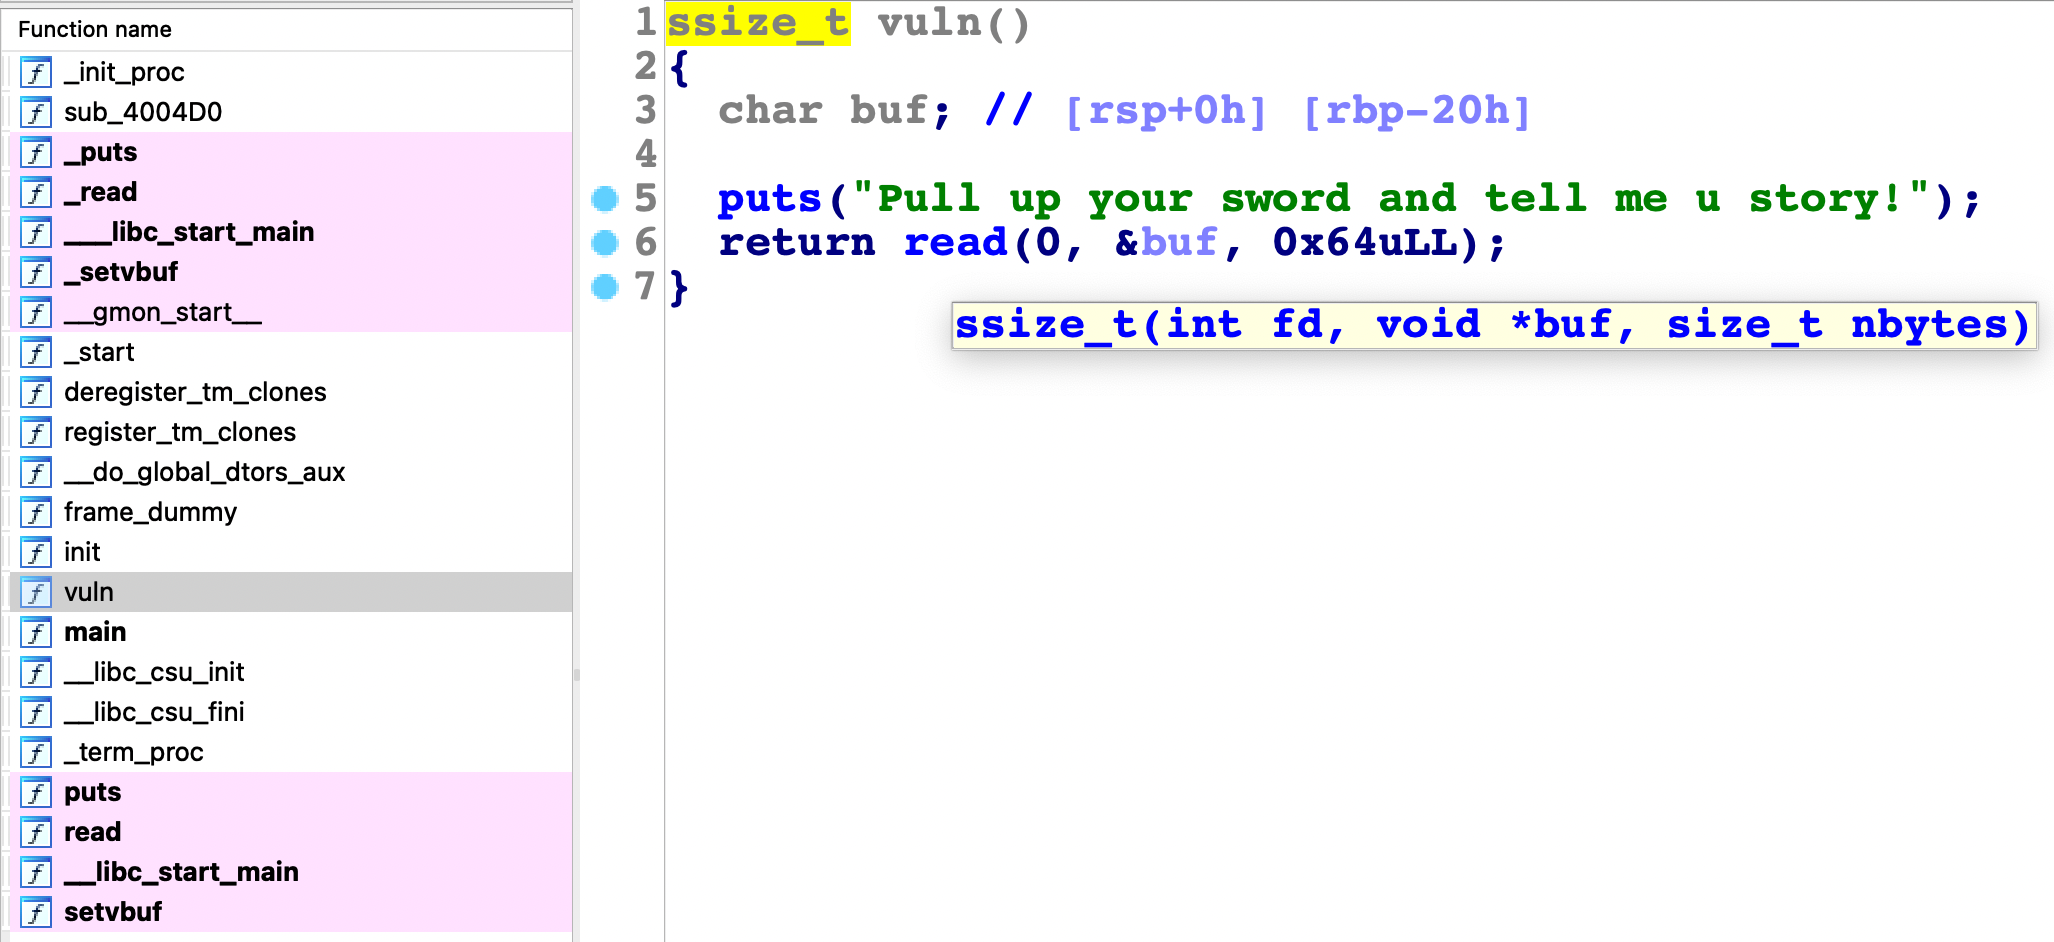 Function name
f _init_proc
f sub_4004D0
f _puts
f _read
f ___libc_start_main
f _setvbuf
f __gmon_start__
f _start
f deregister_tm_clones
f register_tm_clones
f __do_global_dtors_aux
f frame_dummy
f init
f vuln
f main
f __libc_csu_init
f __libc_csu_fini
f _term_proc
f puts
f read
f __libc_start_main
f setvbuf
1 ssize_t vuln()
2 {
3   char buf; // [rsp+0h] [rbp-20h]
4
5   puts("Pull up your sword and tell me u story!");
6   return read(0, &buf, 0x64uLL);
7 }
ssize_t(int fd, void *buf, size_t nbytes)